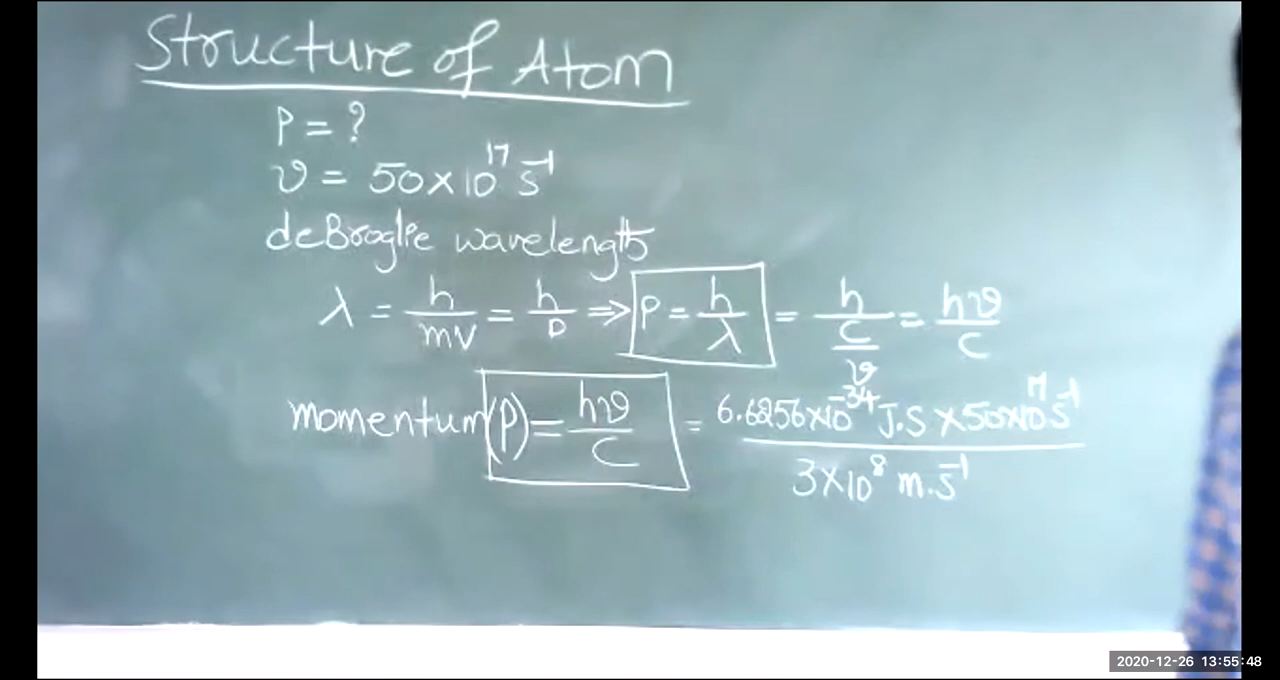 Structure of Atom
P = ?
ϑ = 50×10¹⁷ s⁻¹
deBroglie wavelength
λ = h/mv = h/p ⇒ P = h/λ = h/(C/ϑ) = hϑ/C
momentum(P) = hϑ/C = (6.6256×10⁻³⁴ J.S × 50×10¹⁷ s⁻¹)/(3×10⁸ m.s⁻¹)
2020-12-26 13:55:48